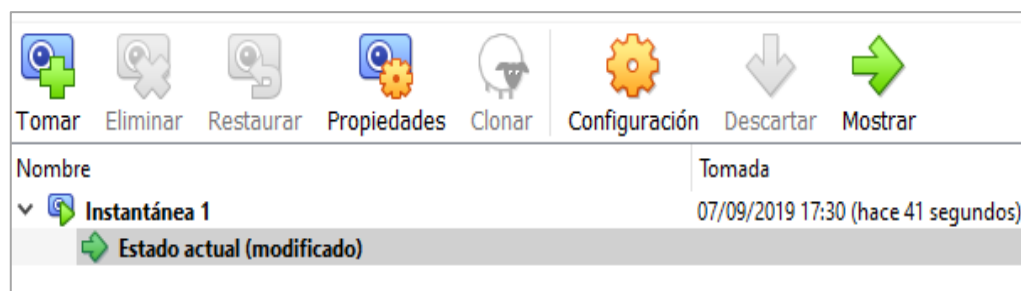 Tomar Eliminar Restaurar Propiedades Clonar Configuración Descartar Mostrar
Nombre Tomada
Instantánea 1 07/09/2019 17:30 (hace 41 segundos)
Estado actual (modificado)